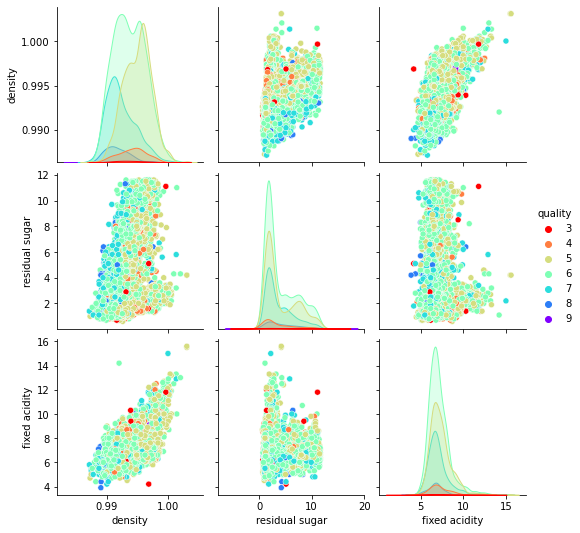 density
1.000
0.995
0.990
residual sugar
12
10
8
6
4
2
fixed acidity
16
14
12
10
8
6
4
0.99 1.00
density
0 10 20
residual sugar
5 10 15
fixed acidity
quality
3
4
5
6
7
8
9